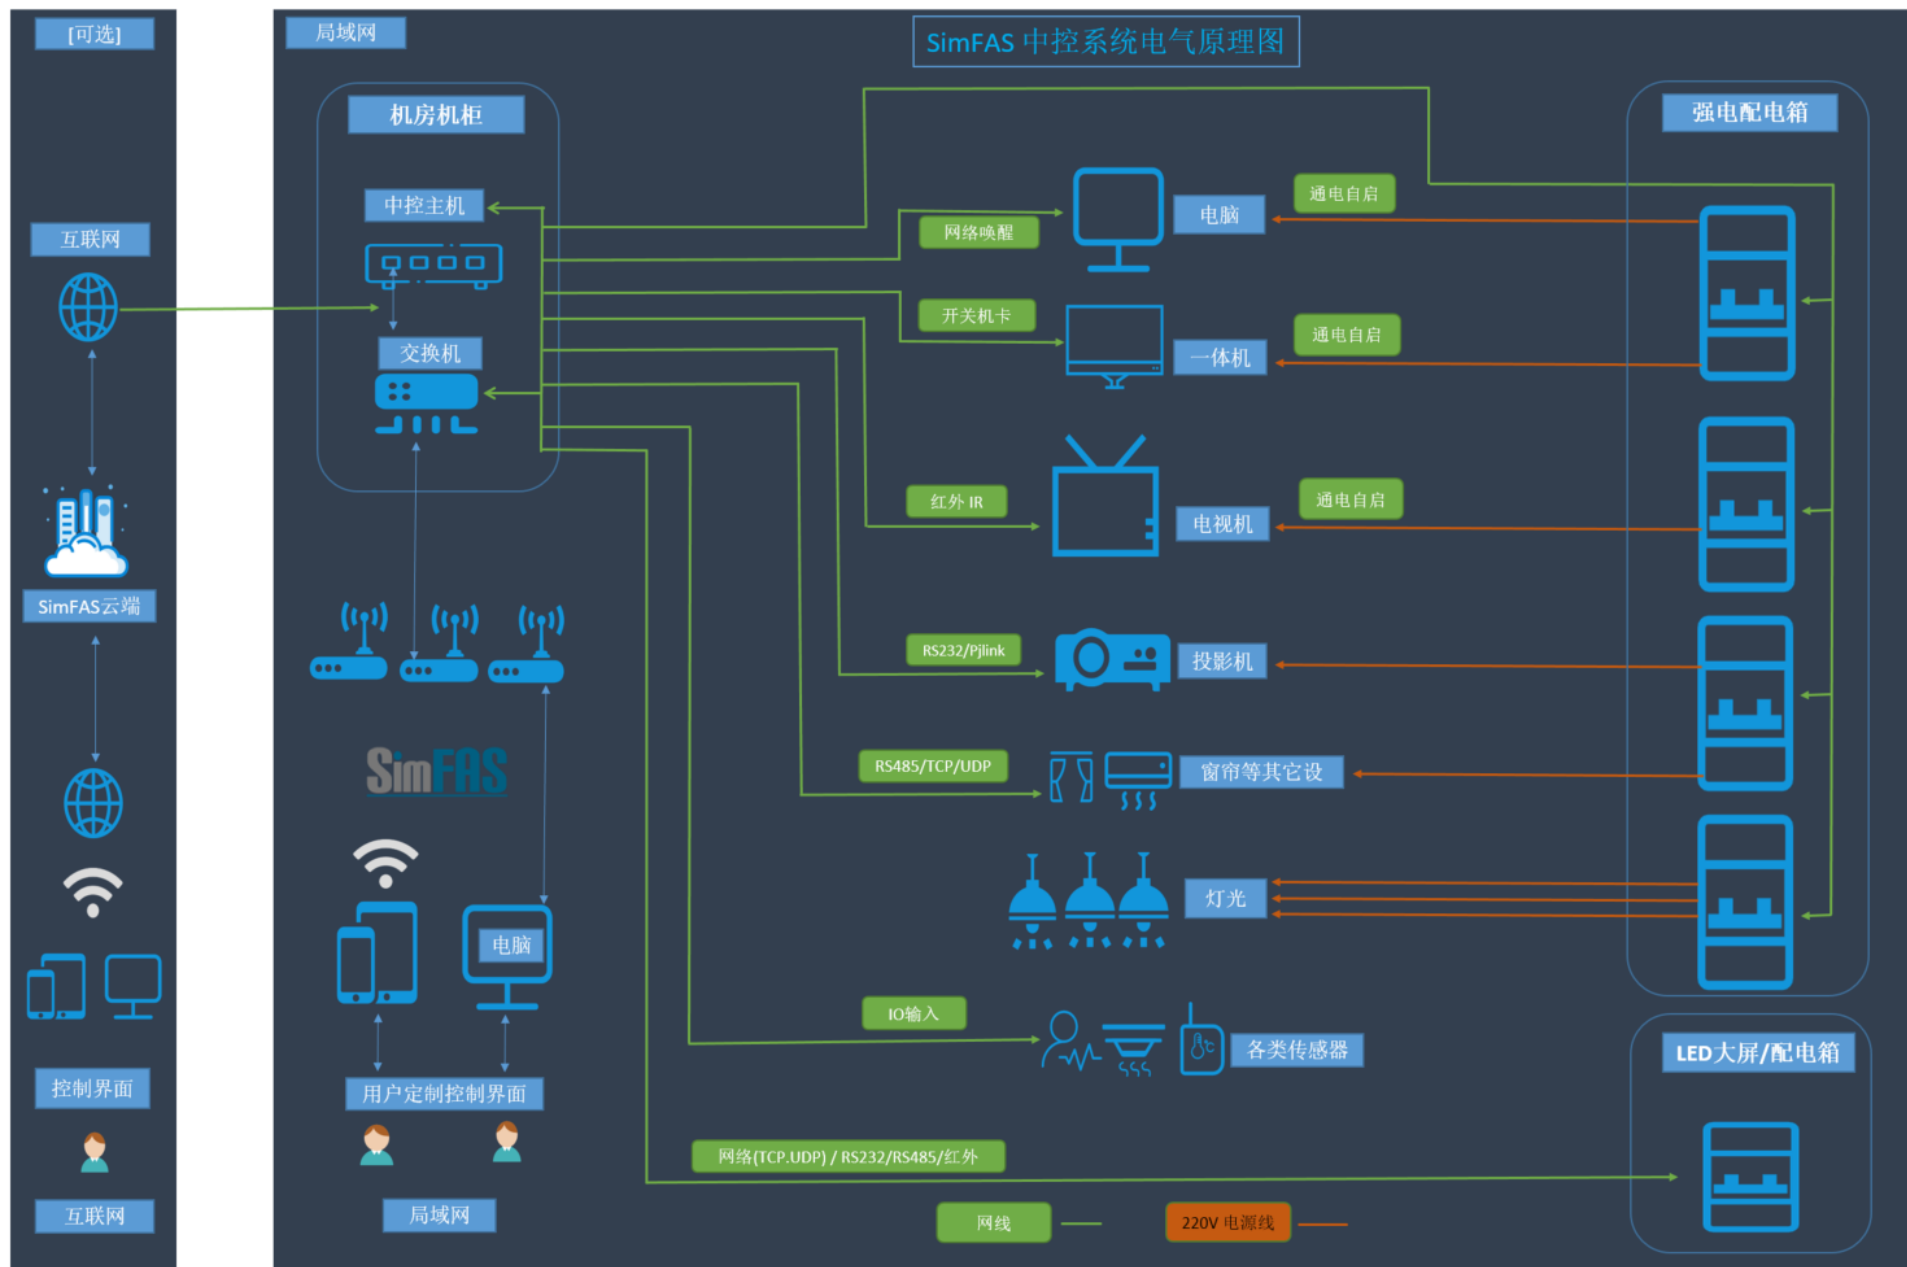 [可选]
互联网
SimFAS云端
控制界面
互联网
局域网
SimFAS 中控系统电气原理图
机房机柜
中控主机
交换机
SimFAS
电脑
用户定制控制界面
局域网
网络唤醒
电脑
通电自启
开关机卡
一体机
通电自启
红外 IR
电视机
通电自启
RS232/Pjlink
投影机
RS485/TCP/UDP
窗帘等其它设
灯光
IO输入
℃
各类传感器
网络(TCP.UDP) / RS232/RS485/红外
网线
220V 电源线
强电配电箱
LED大屏/配电箱